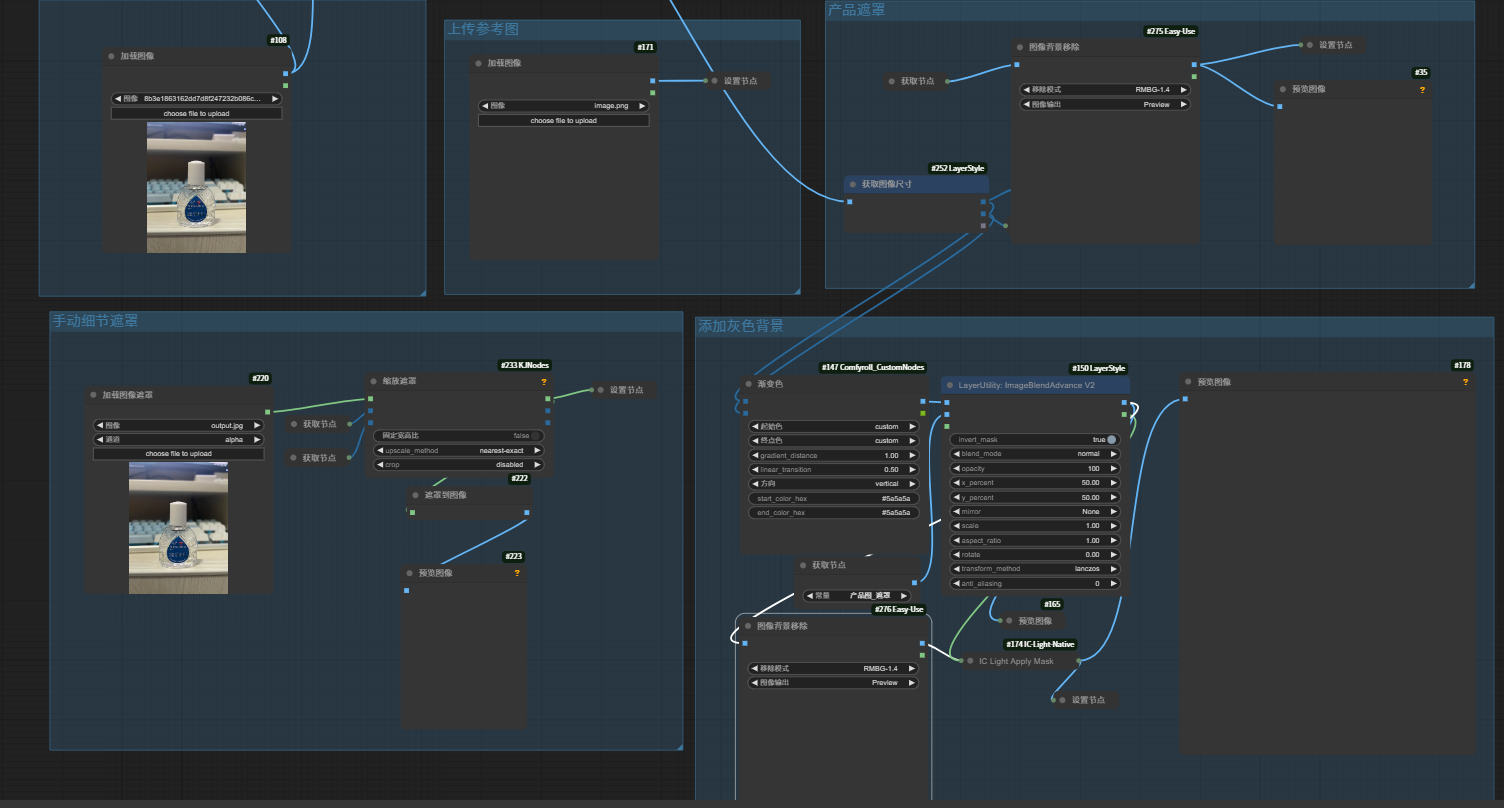 #108
加载图像
图像 8b3e1863162dd7d8f247232b086c...
choose file to upload
上传参考图
#171
加载图像
图像 image.png
choose file to upload
设置节点
产品遮罩
#275 Easy-Use
获取节点
图像背景移除
移除模式 RMBG-1.4
图像输出 Preview
设置节点
#35
预览图像 ?
#252 LayerStyle
获取图像尺寸
手动细节遮罩
#220
加载图像遮罩
图像 output.jpg
通道 alpha
choose file to upload
获取节点
获取节点
#233 KJNodes
缩放遮罩 ?
固定宽高比 false
upscale_method nearest-exact
crop disabled
设置节点
#222
遮罩到图像
#223
预览图像 ?
添加灰色背景
#147 Comfyroll_CustomNodes
渐变色
起始色 custom
终点色 custom
gradient_distance 1.00
linear_transition 0.50
方向 vertical
start_color_hex #5a5a5a
end_color_hex #5a5a5a
获取节点
常量 产品图_遮罩
#276 Easy-Use
图像背景移除
移除模式 RMBG-1.4
图像输出 Preview
#150 LayerStyle
LayerUtility: ImageBlendAdvance V2
invert_mask true
blend_mode normal
opacity 100
x_percent 50.00
y_percent 50.00
mirror None
scale 1.00
aspect_ratio 1.00
rotate 0.00
transform_method lanczos
anti_aliasing 0
#165
预览图像
#174 IC-Light-Native
IC Light Apply Mask
设置节点
#178
预览图像 ?